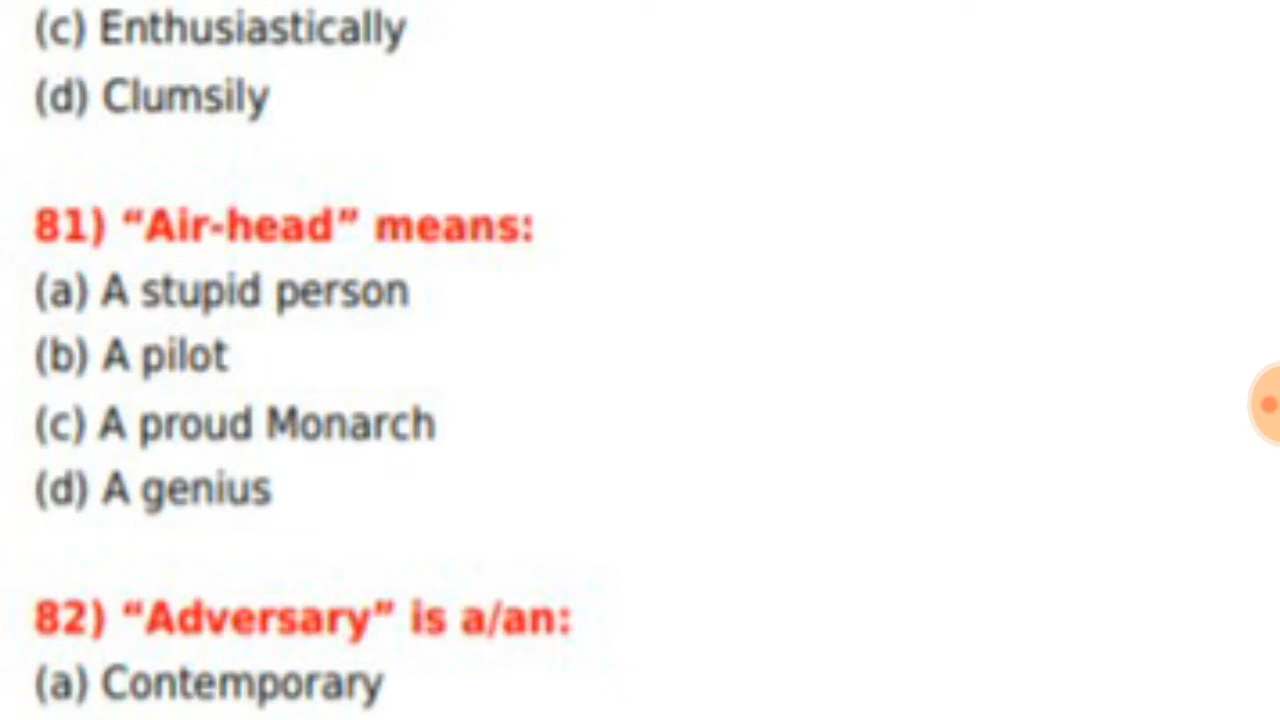 (c) Enthusiastically
(d) Clumsily
81) “Air-head” means:
(a) A stupid person
(b) A pilot
(c) A proud Monarch
(d) A genius
82) “Adversary” is a/an:
(a) Contemporary